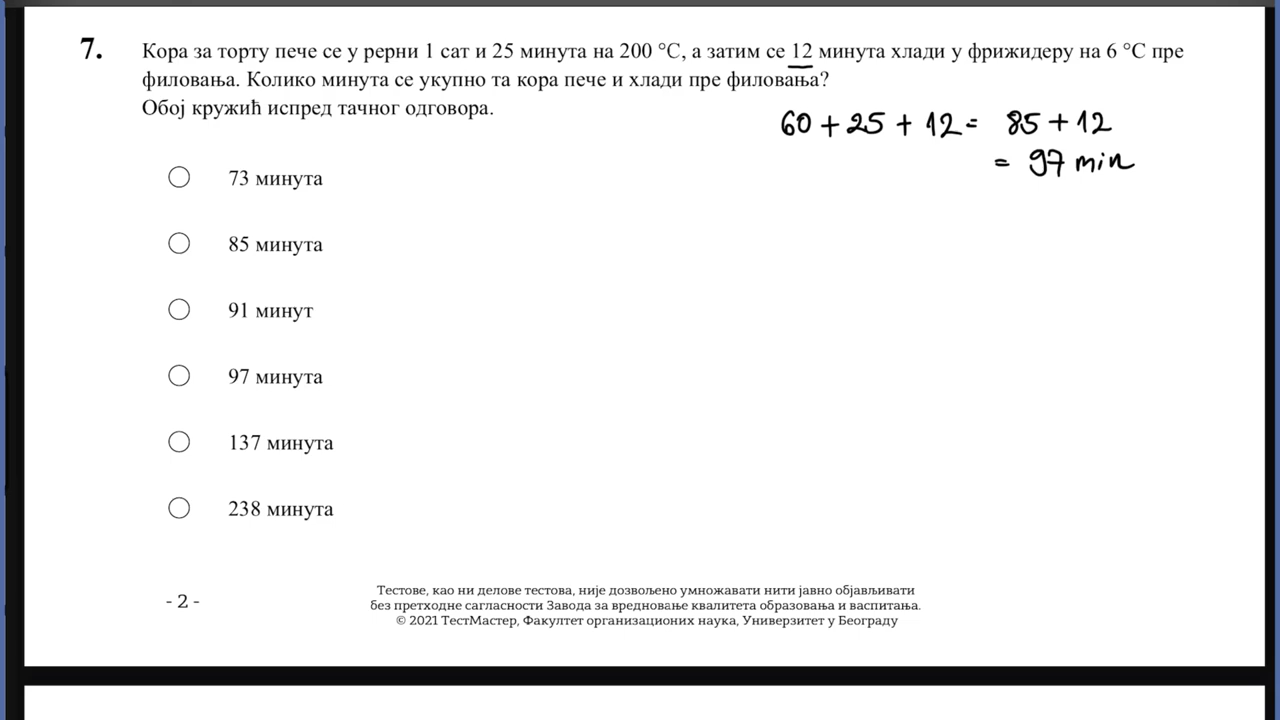 7. Кора за торту пече се у рерни 1 сат и 25 минута на 200 °C, а затим се 12 минута хлади у фрижидеру на 6 °C пре
филовања. Колико минута се укупно та кора пече и хлади пре филовања?
Обој кружић испред тачног одговора.
60 + 25 + 12 = 85 + 12
= 97 min
73 минута
85 минута
91 минут
97 минута
137 минута
238 минута
- 2 -
Тестове, као ни делове тестова, није дозвољено умножавати нити јавно објављивати
без претходне сагласности Завода за вредновање квалитета образовања и васпитања.
© 2021 ТестМастер, Факултет организационих наука, Универзитет у Београду